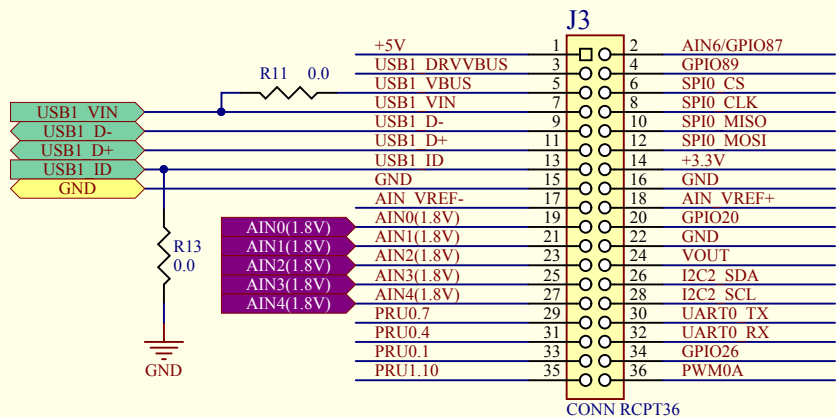 J3
+5V 1 2 AIN6/GPIO87
USB1_DRVVBUS 3 4 GPIO89
R11 0.0 USB1_VBUS 5 6 SPI0_CS
USB1_VIN USB1_VIN 7 8 SPI0_CLK
USB1_D- USB1_D- 9 10 SPI0_MISO
USB1_D+ USB1_D+ 11 12 SPI0_MOSI
USB1_ID USB1_ID 13 14 +3.3V
GND GND 15 16 GND
AIN_VREF- 17 18 AIN_VREF+
AIN0(1.8V) AIN0(1.8V) 19 20 GPIO20
AIN1(1.8V) AIN1(1.8V) 21 22 GND
AIN2(1.8V) AIN2(1.8V) 23 24 VOUT
AIN3(1.8V) AIN3(1.8V) 25 26 I2C2_SDA
AIN4(1.8V) AIN4(1.8V) 27 28 I2C2_SCL
R13
0.0
PRU0.7 29 30 UART0_TX
PRU0.4 31 32 UART0_RX
PRU0.1 33 34 GPIO26
PRU1.10 35 36 PWM0A
GND
CONN RCPT36